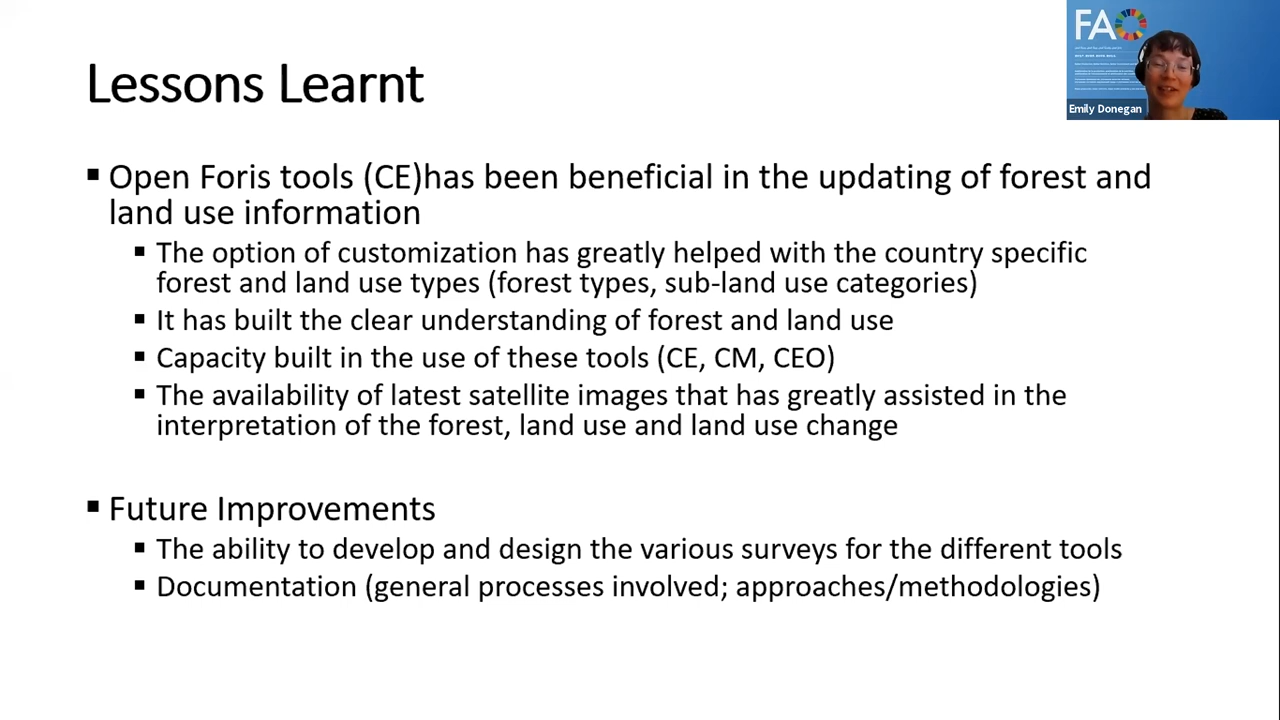 FAO
Emily Donegan
Lessons Learnt
▪ Open Foris tools (CE)has been beneficial in the updating of forest and
land use information
▪ The option of customization has greatly helped with the country specific
forest and land use types (forest types, sub-land use categories)
▪ It has built the clear understanding of forest and land use
▪ Capacity built in the use of these tools (CE, CM, CEO)
▪ The availability of latest satellite images that has greatly assisted in the
interpretation of the forest, land use and land use change
▪ Future Improvements
▪ The ability to develop and design the various surveys for the different tools
▪ Documentation (general processes involved; approaches/methodologies)